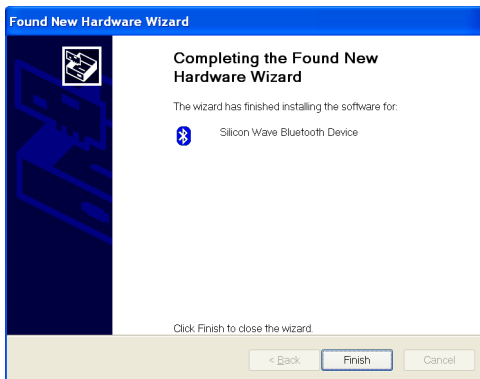 Found New Hardware Wizard
Completing the Found New
Hardware Wizard
The wizard has finished installing the software for:
Silicon Wave Bluetooth Device
Click Finish to close the wizard.
< Back
Finish
Cancel